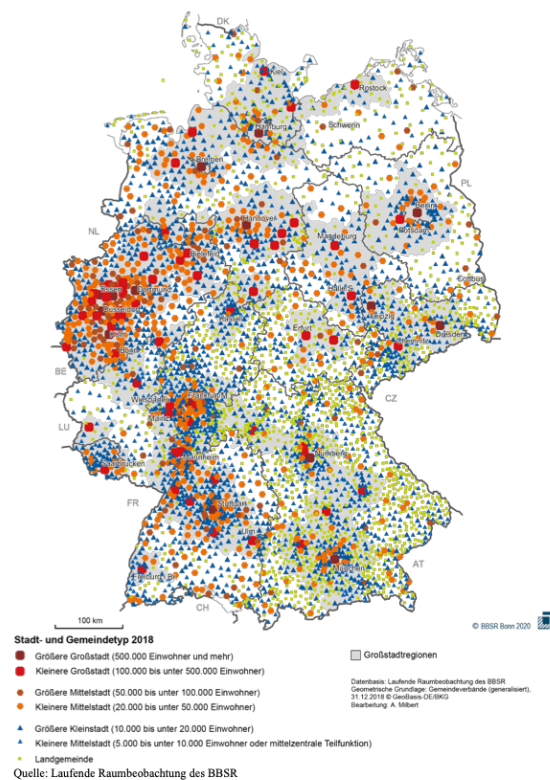 DK
Kiel
Rostock
Hamburg
Schwerin
Bremen
PL
Berlin
Hannover
Potsdam
NL
Magdeburg
Bielefeld
Cottbus
Essen
Dortmund
Halle/S
Düsseldorf
Leipzig
Kassel
Dresden
Köln
Erfurt
Chemnitz
Bonn
BE
Wiesbaden
Frankfurt/M
CZ
Mainz
LU
Mannheim
Nürnberg
Saarbrücken
FR
Stuttgart
Ulm
München
AT
Freiburg i.Br.
CH
100 km
© BBSR Bonn 2020
Stadt- und Gemeindetyp 2018
Größere Großstadt (500.000 Einwohner und mehr)
Großstadtregionen
Kleinere Großstadt (100.000 bis unter 500.000 Einwohner)
Datenbasis: Laufende Raumbeobachtung des BBSR
Geometrische Grundlage: Gemeindeverbände (generalisiert),
31.12.2018 © GeoBasis-DE/BKG
Bearbeitung: A. Milbert
Größere Mittelstadt (50.000 bis unter 100.000 Einwohner)
Kleinere Mittelstadt (20.000 bis unter 50.000 Einwohner)
Größere Kleinstadt (10.000 bis unter 20.000 Einwohner)
Kleinere Mittelstadt (5.000 bis unter 10.000 Einwohner oder mittelzentrale Teilfunktion)
Landgemeinde
Quelle: Laufende Raumbeobachtung des BBSR